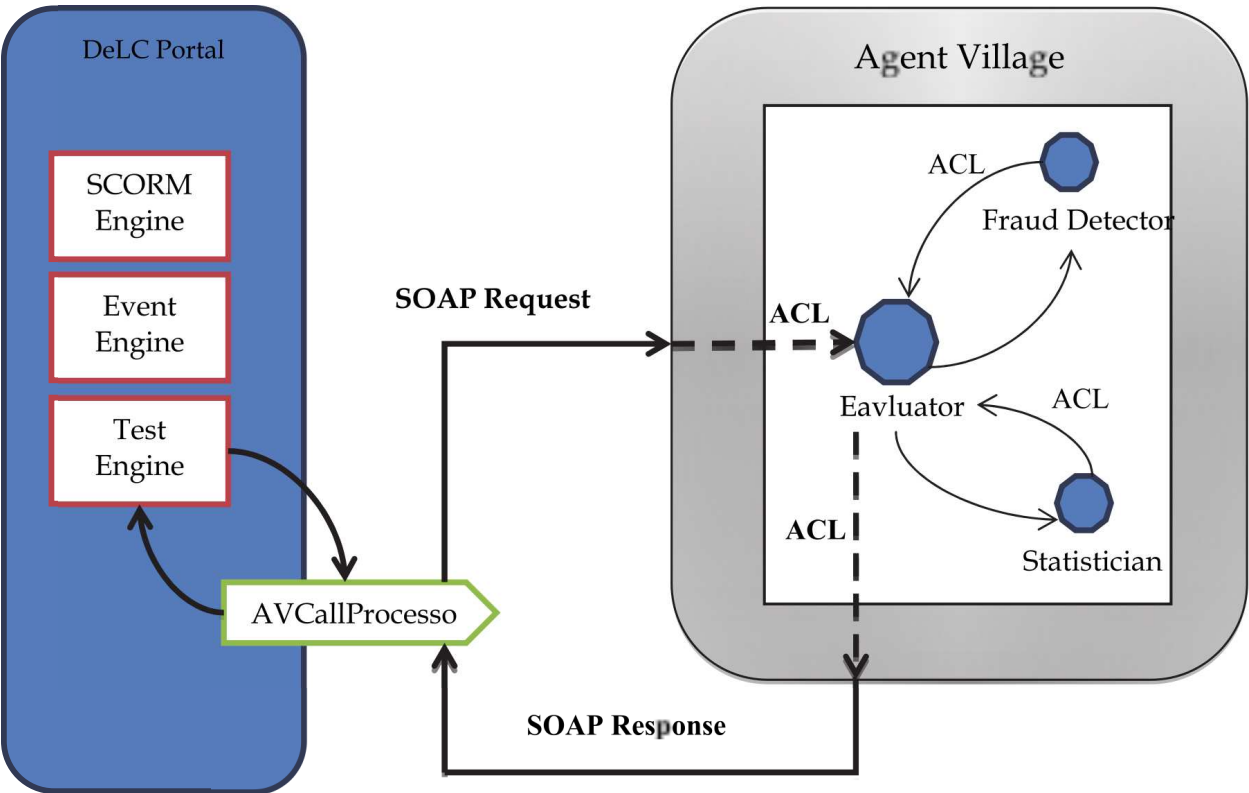 DeLC Portal
SCORM
Engine
Event
Engine
Test
Engine
AVCallProcesso
SOAP Request
SOAP Response
Agent Village
ACL
Fraud Detector
ACL
Eavluator
ACL
ACL
Statistician